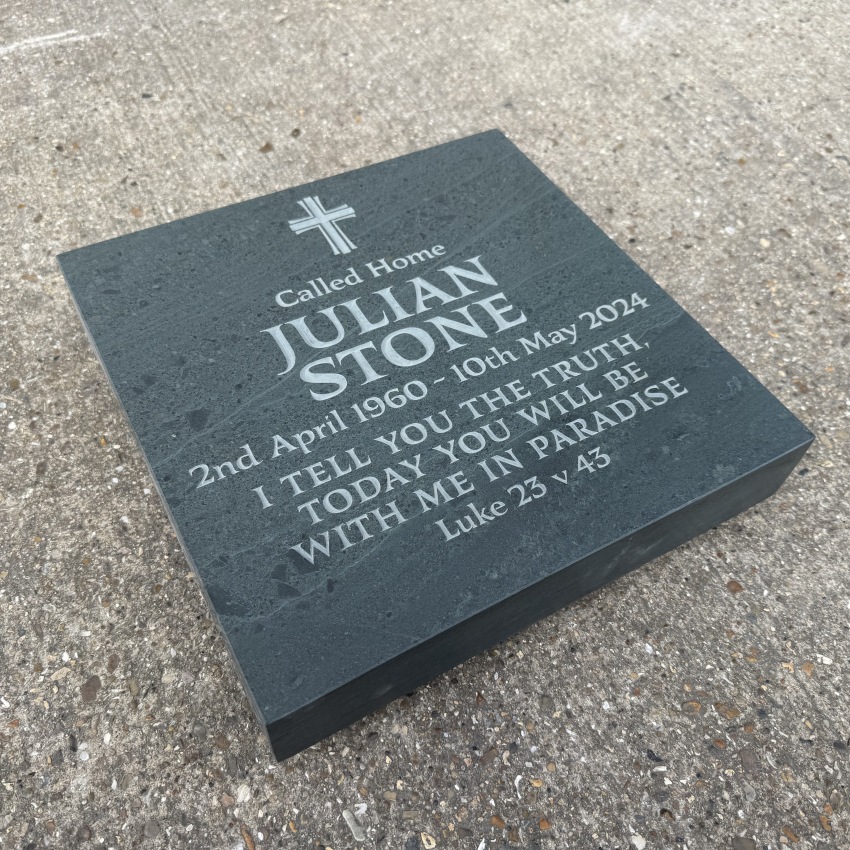 Called Home
JULIAN
STONE
2nd April 1960 ~ 10th May 2024
I TELL YOU THE TRUTH,
TODAY YOU WILL BE
WITH ME IN PARADISE
Luke 23 v 43